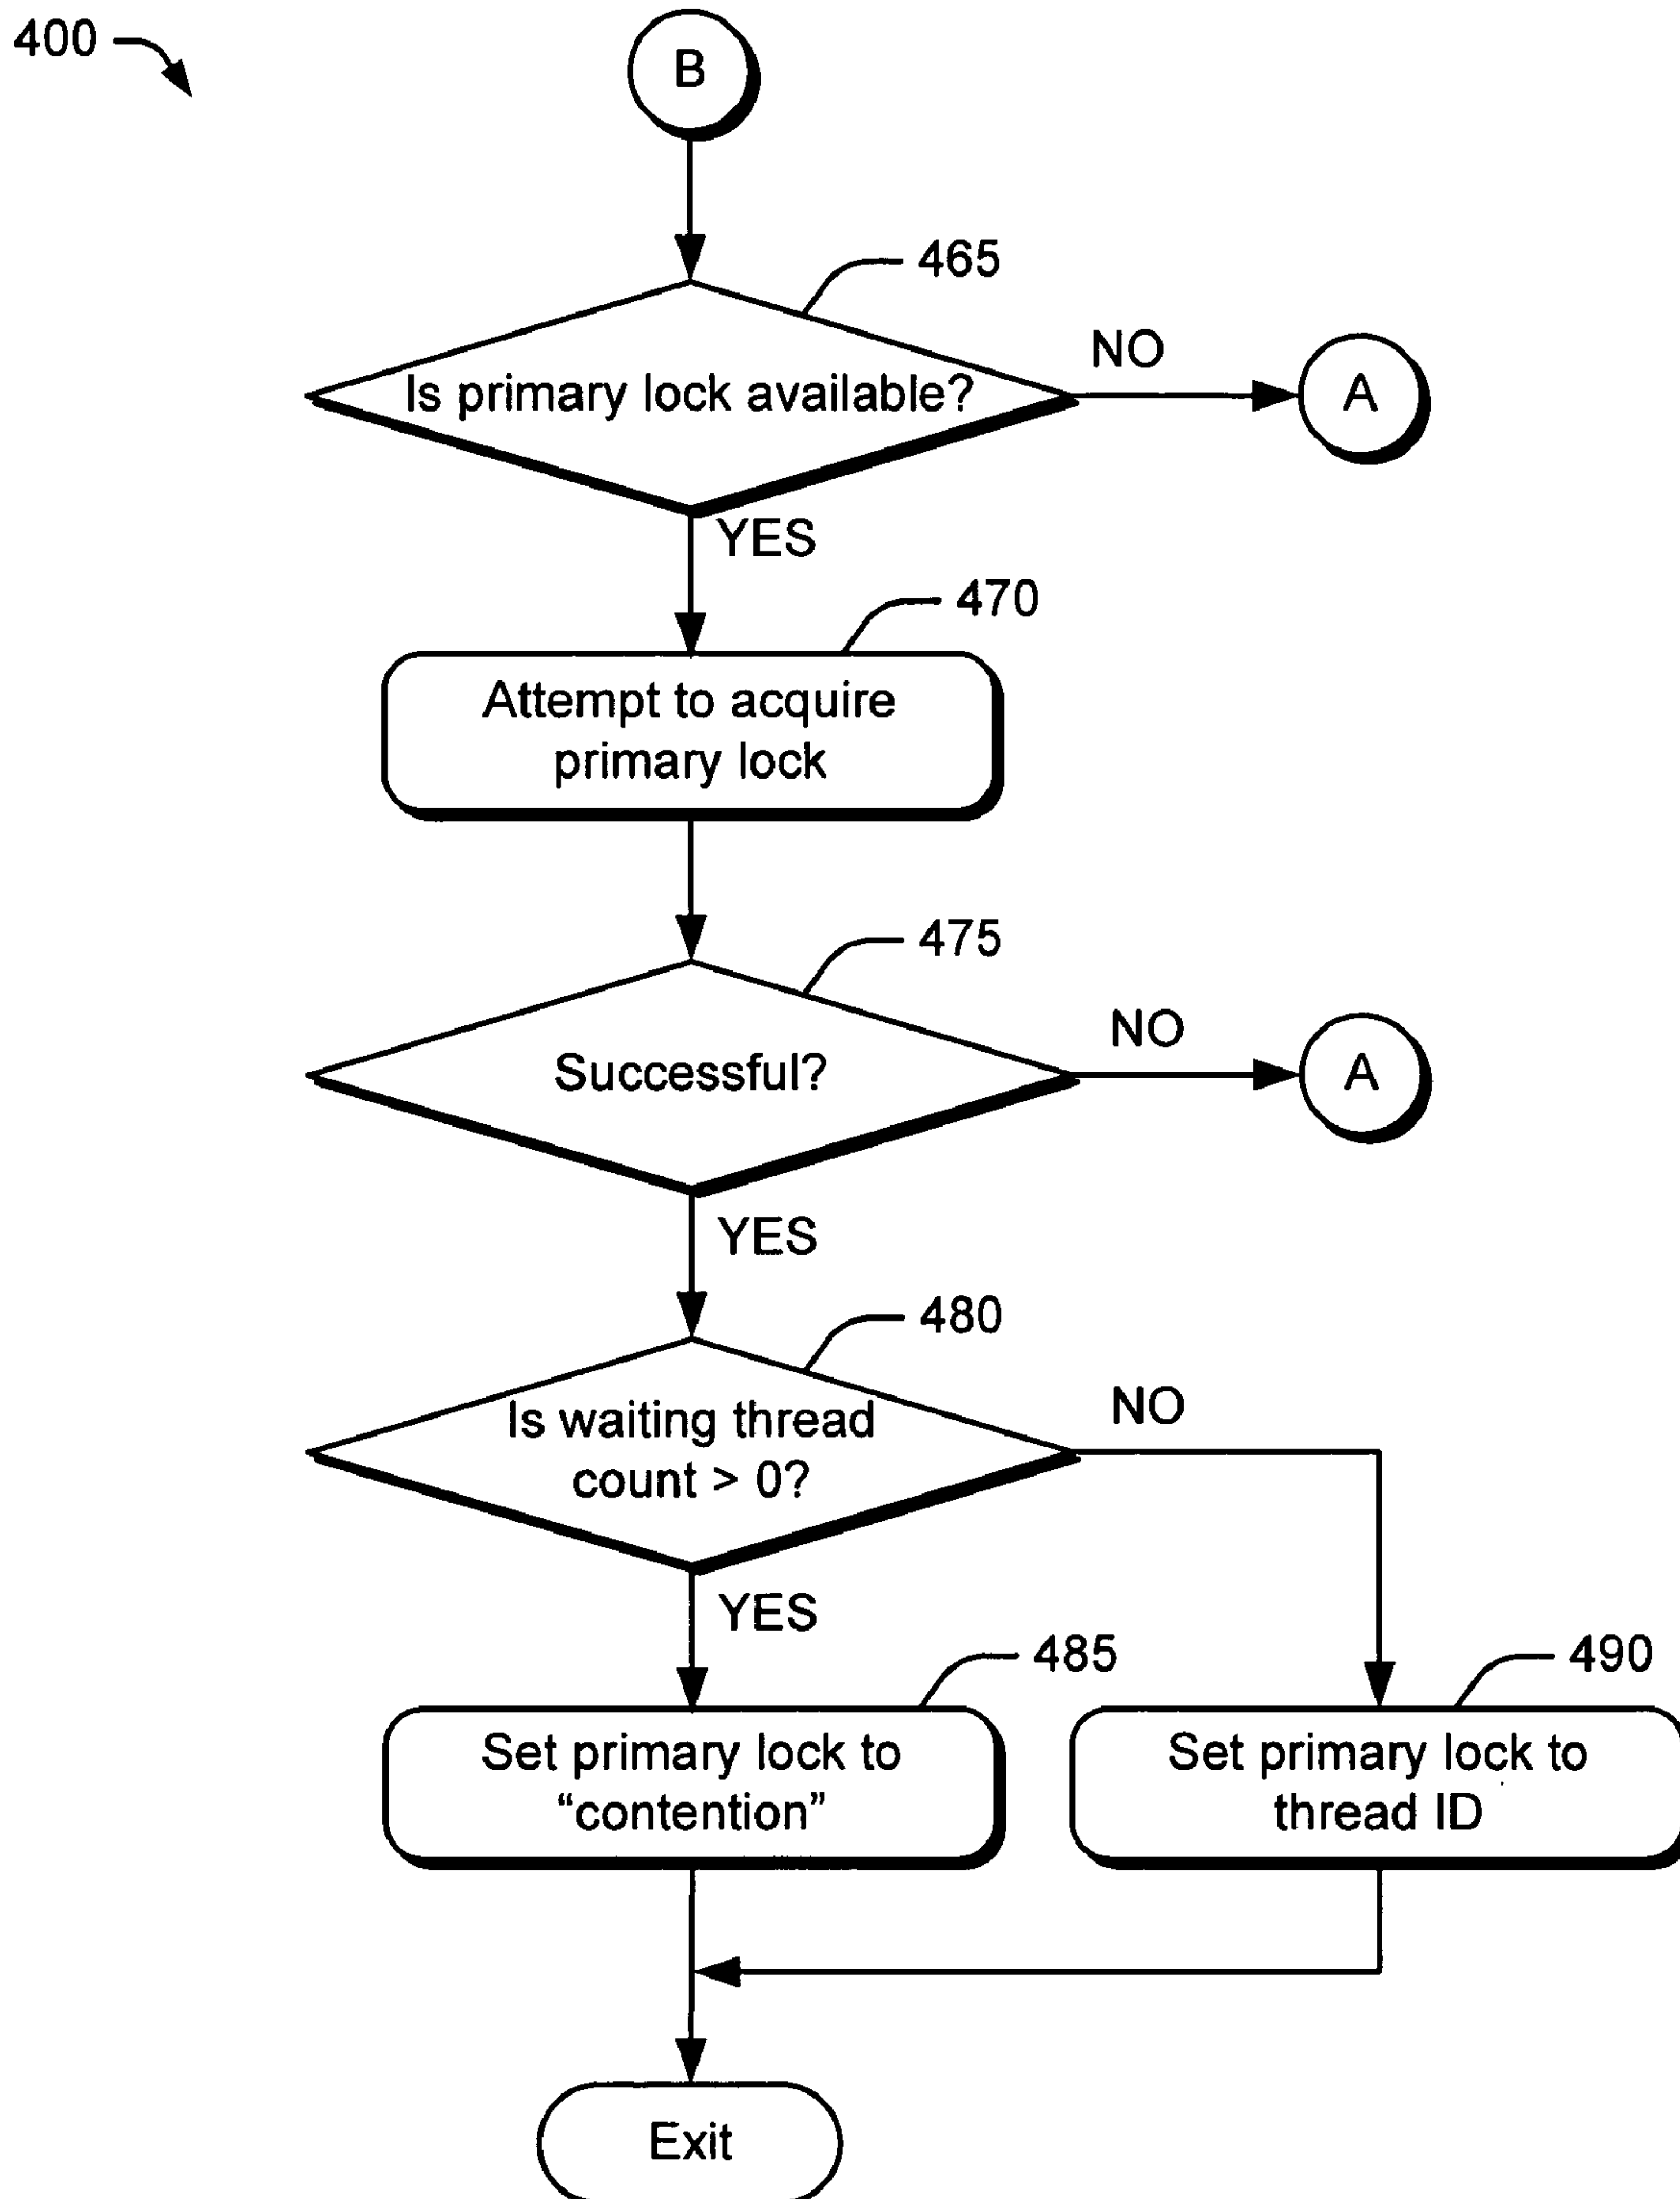 400
B
465
Is primary lock available?
NO
A
YES
470
Attempt to acquire
primary lock
475
Successful?
NO
A
YES
480
Is waiting thread
count > 0?
NO
YES
485
490
Set primary lock to
“contention”
Set primary lock to
thread ID
Exit